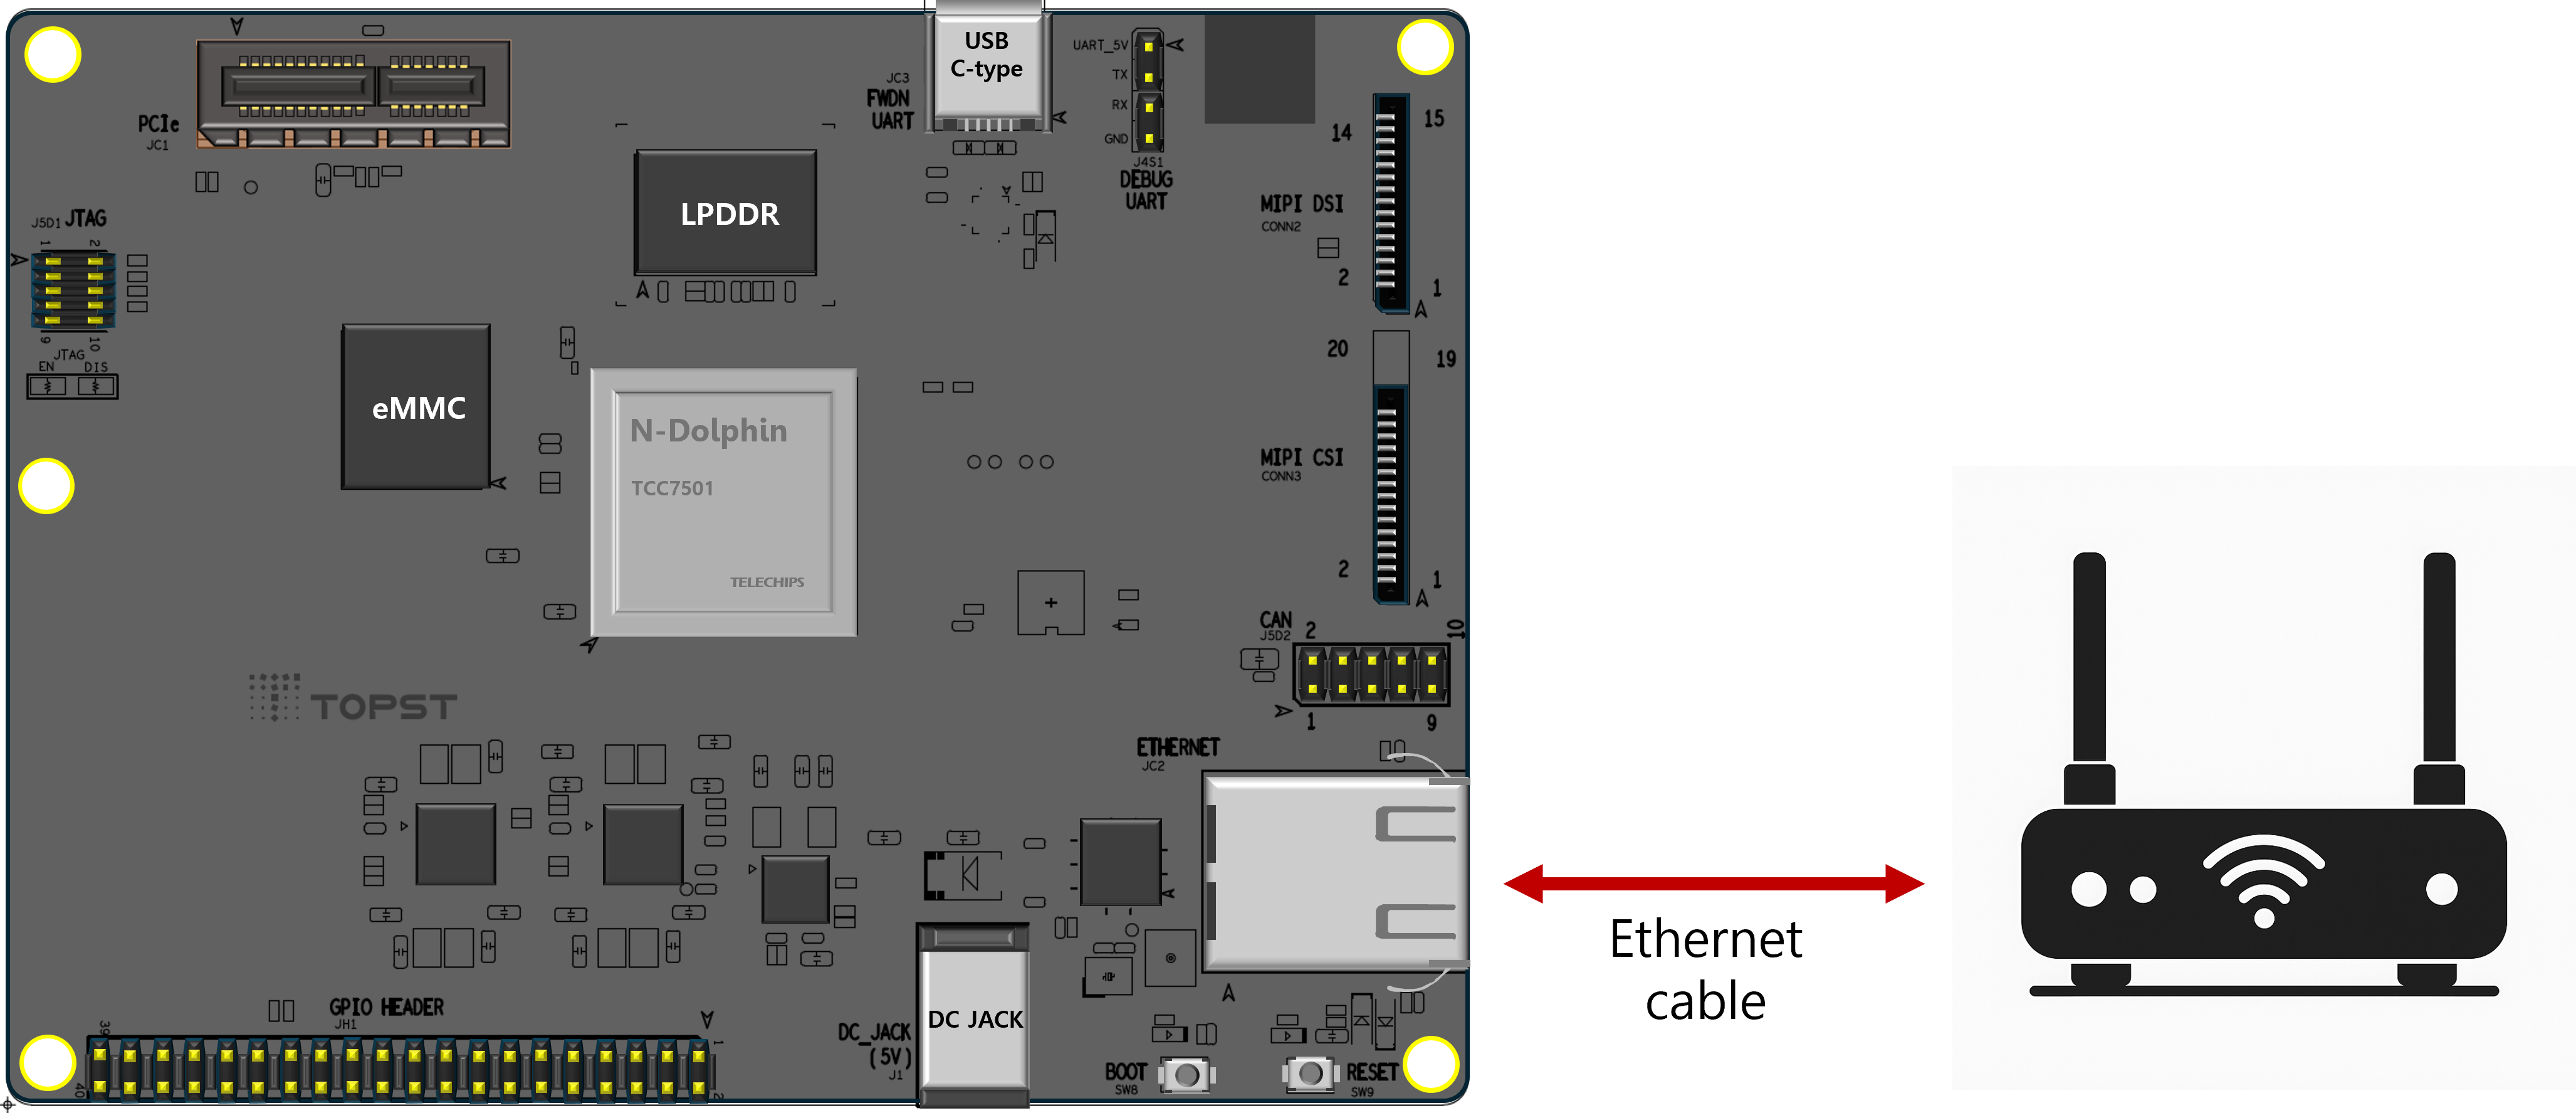 USB
C-type
JC3
FWDN
UART
UART_5V
TX
RX
GND
J4S1
DEBUG
UART
PCIe
JC1
14
15
MIPI DSI
CONN2
2
1
LPDDR
J5D1 JTAG
1
2
9
10
JTAG
EN
DIS
eMMC
N-Dolphin
TCC7501
TELECHIPS
20
19
MIPI CSI
CONN3
2
1
CAN
J5D2
2
10
1
9
TOPST
ETHERNET
JC2
Ethernet
cable
GPIO HEADER
JH1
39
1
40
2
DC_JACK
(5V)
J1
DC JACK
BOOT
SW8
RESET
SW9